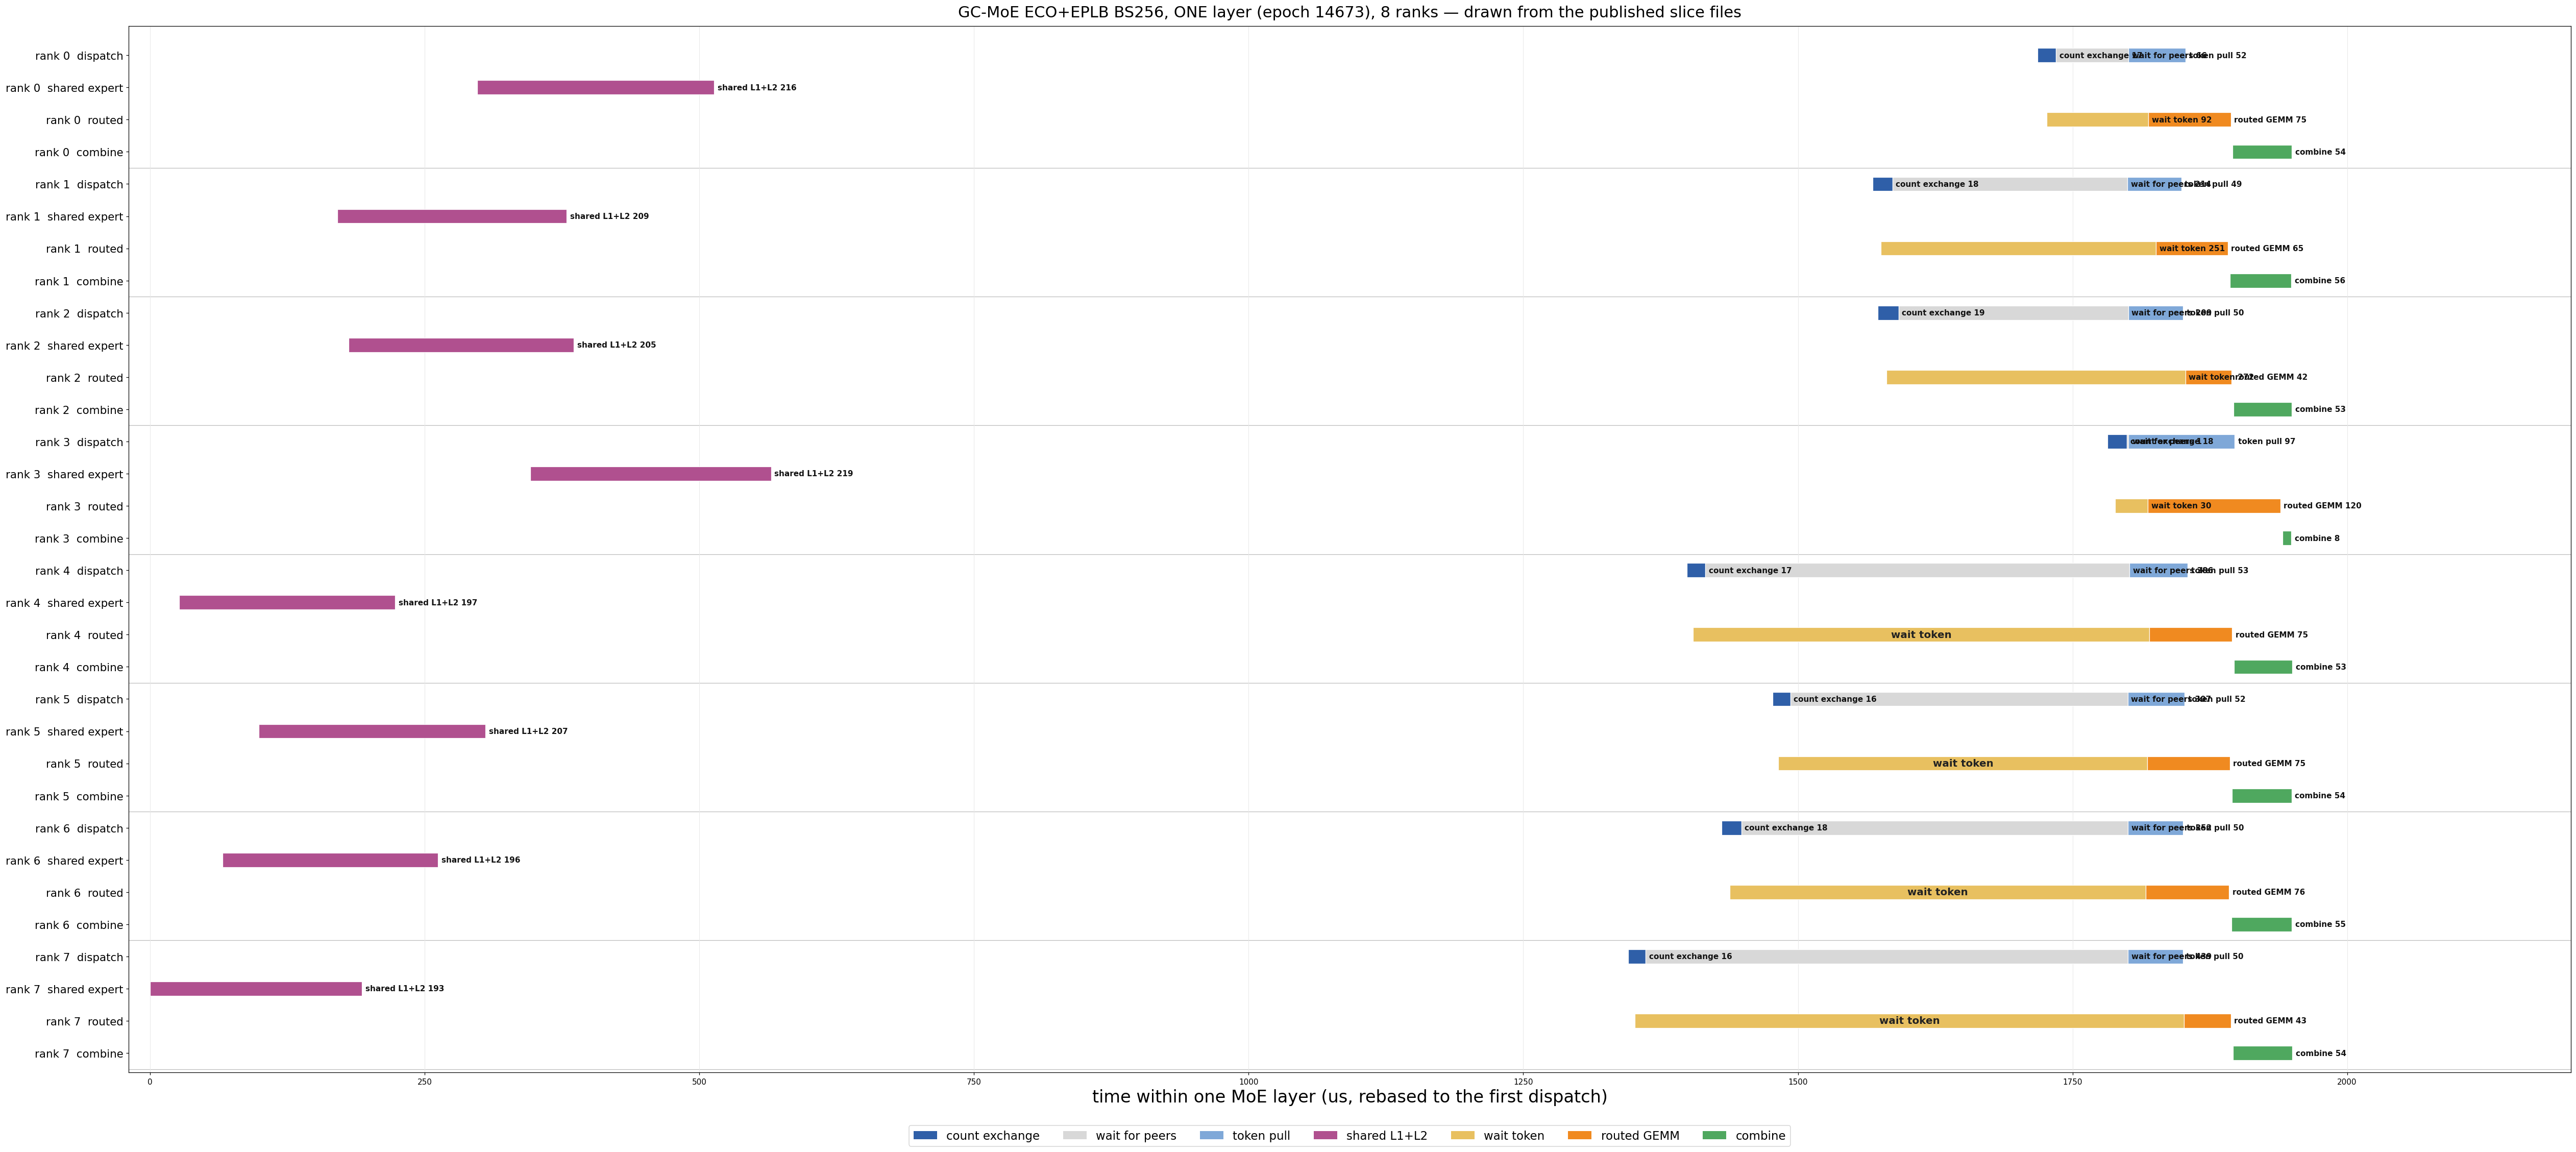 GC-MoE ECO+EPLB BS256, ONE layer (epoch 14673), 8 ranks — drawn from the published slice files
rank 0  dispatch
count exchange 17
token pull 52
rank 0  shared expert
shared L1+L2 216
rank 0  routed
wait token 92
routed GEMM 75
rank 0  combine
combine 54
rank 1  dispatch
count exchange 18
wait for peers 214
token pull 49
rank 1  shared expert
shared L1+L2 209
rank 1  routed
wait token 251
routed GEMM 65
rank 1  combine
combine 56
rank 2  dispatch
count exchange 19
wait for peers 209
token pull 50
rank 2  shared expert
shared L1+L2 205
rank 2  routed
wait token 272
routed GEMM 42
rank 2  combine
combine 53
rank 3  dispatch
count exchange 18
token pull 97
rank 3  shared expert
shared L1+L2 219
rank 3  routed
wait token 30
routed GEMM 120
rank 3  combine
combine 8
rank 4  dispatch
count exchange 17
wait for peers
token pull 53
rank 4  shared expert
shared L1+L2 197
rank 4  routed
wait token
routed GEMM 75
rank 4  combine
combine 53
rank 5  dispatch
count exchange 16
wait for peers 307
token pull 52
rank 5  shared expert
shared L1+L2 207
rank 5  routed
wait token
routed GEMM 75
rank 5  combine
combine 54
rank 6  dispatch
count exchange 18
wait for peers
token pull 50
rank 6  shared expert
shared L1+L2 196
rank 6  routed
wait token
routed GEMM 76
rank 6  combine
combine 55
rank 7  dispatch
count exchange 16
wait for peers 439
token pull 50
rank 7  shared expert
shared L1+L2 193
rank 7  routed
wait token
routed GEMM 43
rank 7  combine
combine 54
0 250 500 750 1000 1250 1500 1750 2000
time within one MoE layer (us, rebased to the first dispatch)
count exchange
wait for peers
token pull
shared L1+L2
wait token
routed GEMM
combine